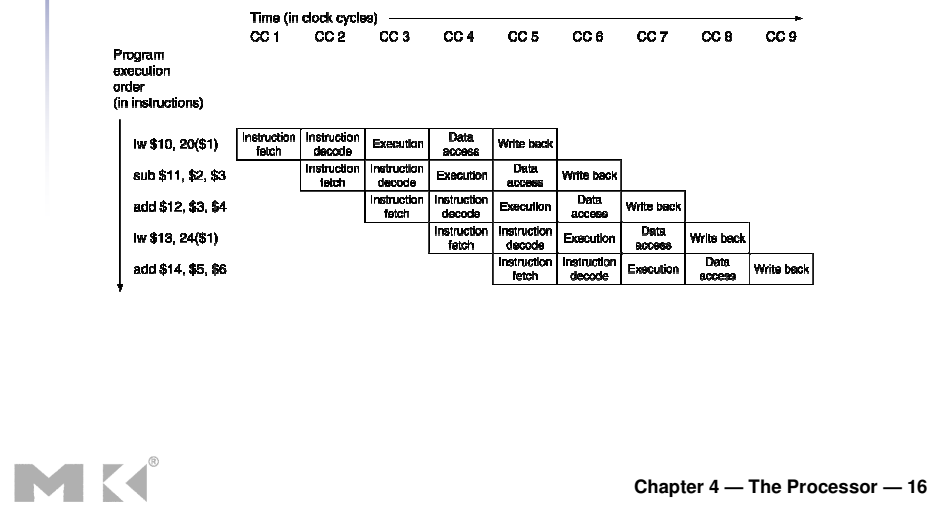 Time (in clock cycles)
CC 1 CC 2 CC 3 CC 4 CC 5 CC 6 CC 7 CC 8 CC 9
Program
execution
order
(in instructions)
lw $10, 20($1) Instruction fetch Instruction decode Execution Data access Write back
sub $11, $2, $3 Instruction fetch Instruction decode Execution Data access Write back
add $12, $3, $4 Instruction fetch Instruction decode Execution Data access Write back
lw $13, 24($1) Instruction fetch Instruction decode Execution Data access Write back
add $14, $5, $6 Instruction fetch Instruction decode Execution Data access Write back
MK®
Chapter 4 — The Processor — 16